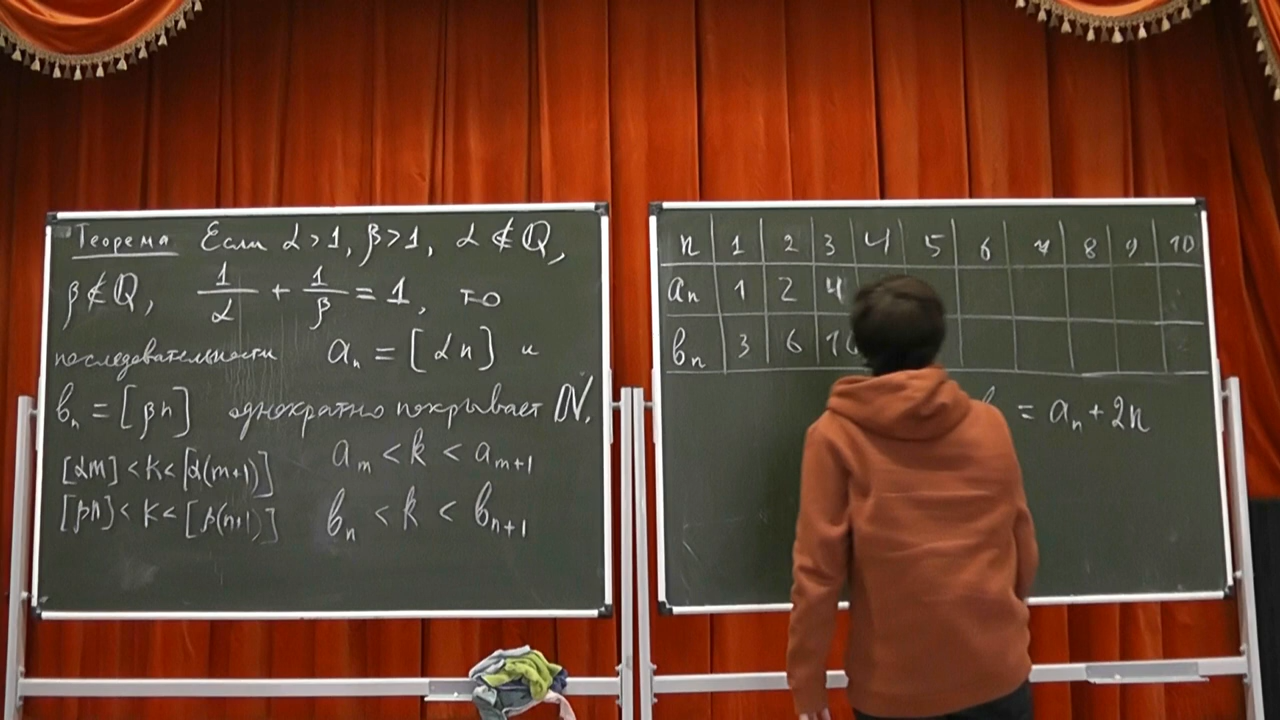 Теорема Если α>1, β>1, α∉ℚ,
β∉ℚ, 1/α + 1/β = 1, то
последовательности aₙ = [αn] и
bₙ = [βn] однократно покрывает ℕ.
[αm] < k < [α(m+1)] aₘ < k < aₘ₊₁
[βn] < k < [β(n+1)] bₙ < k < bₙ₊₁
n 1 2 3 4 5 6 7 8 9 10
aₙ 1 2 4
bₙ 3 6
= aₙ + 2n